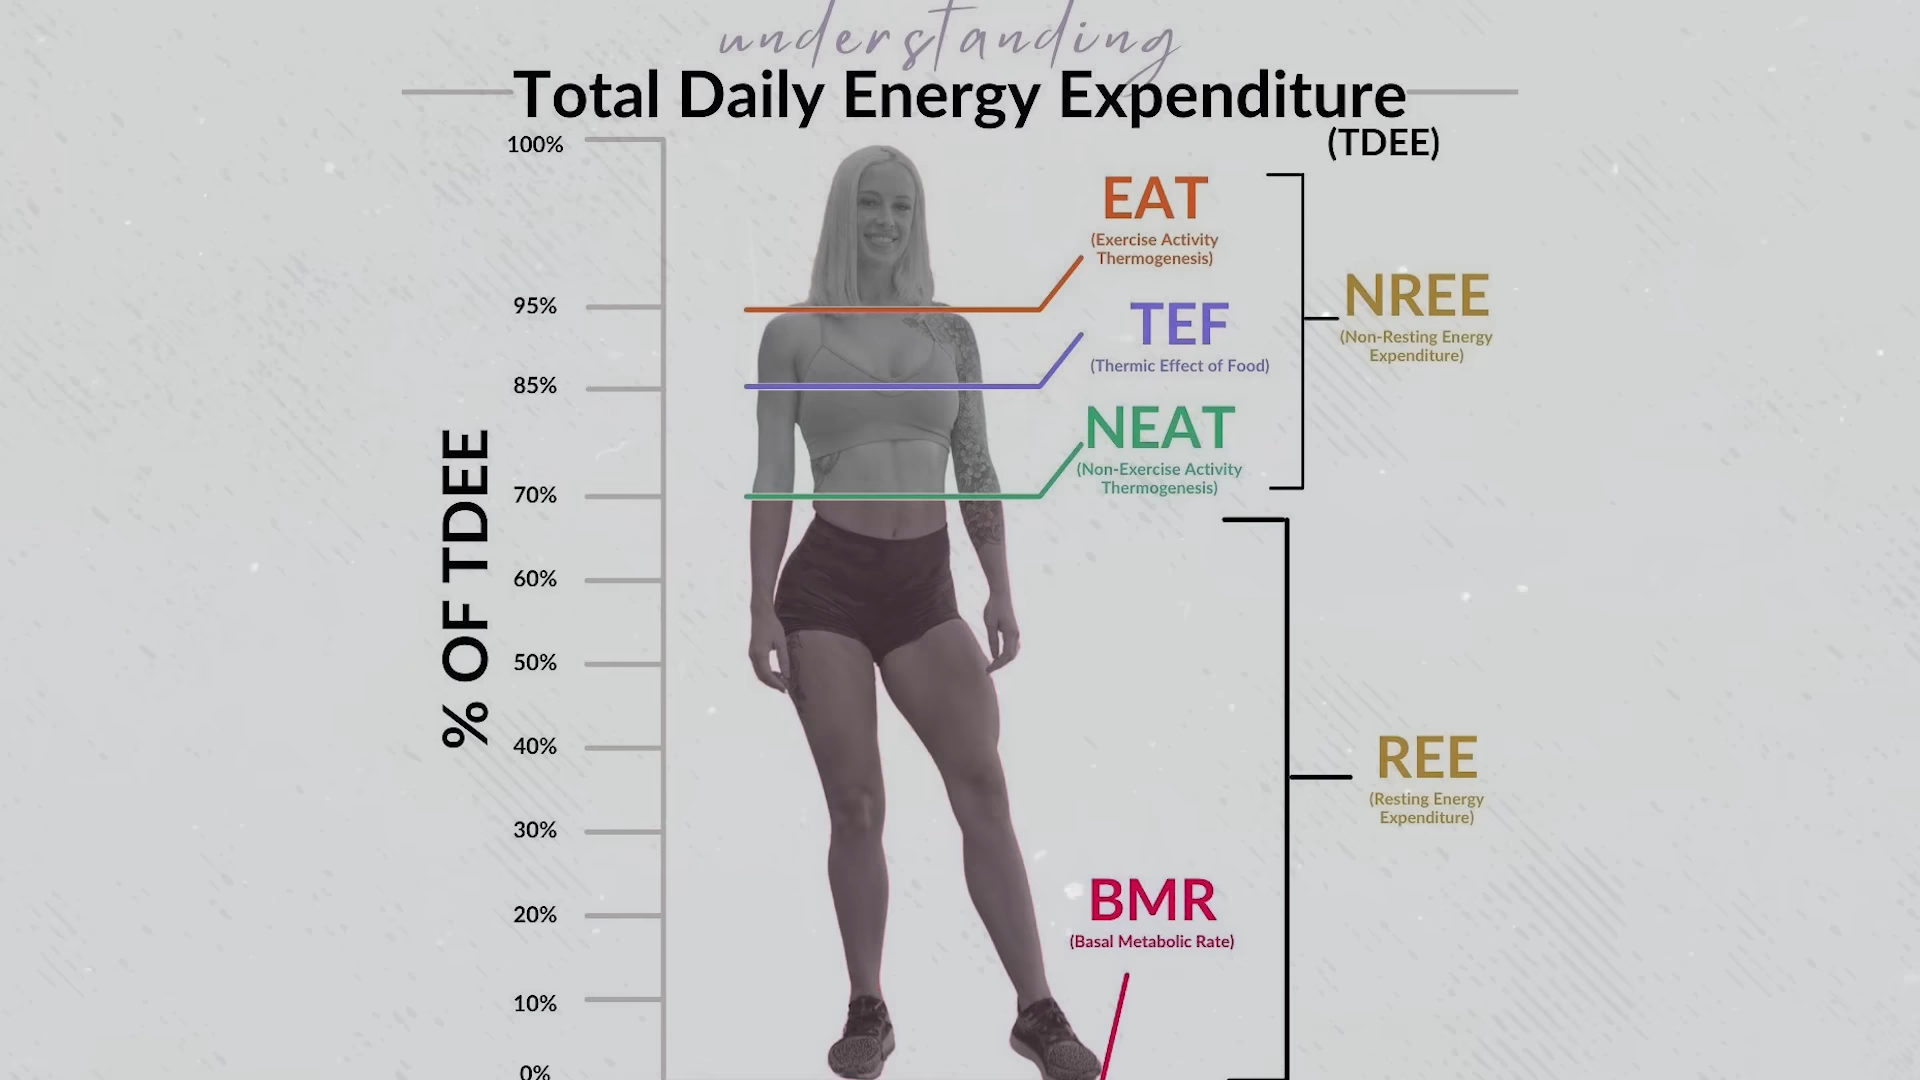 understanding
Total Daily Energy Expenditure
(TDEE)
% OF TDEE
100%
95%
85%
70%
60%
50%
40%
30%
20%
10%
0%
EAT
(Exercise Activity
Thermogenesis)
TEF
(Thermic Effect of Food)
NEAT
(Non-Exercise Activity
Thermogenesis)
NREE
(Non-Resting Energy
Expenditure)
REE
(Resting Energy
Expenditure)
BMR
(Basal Metabolic Rate)